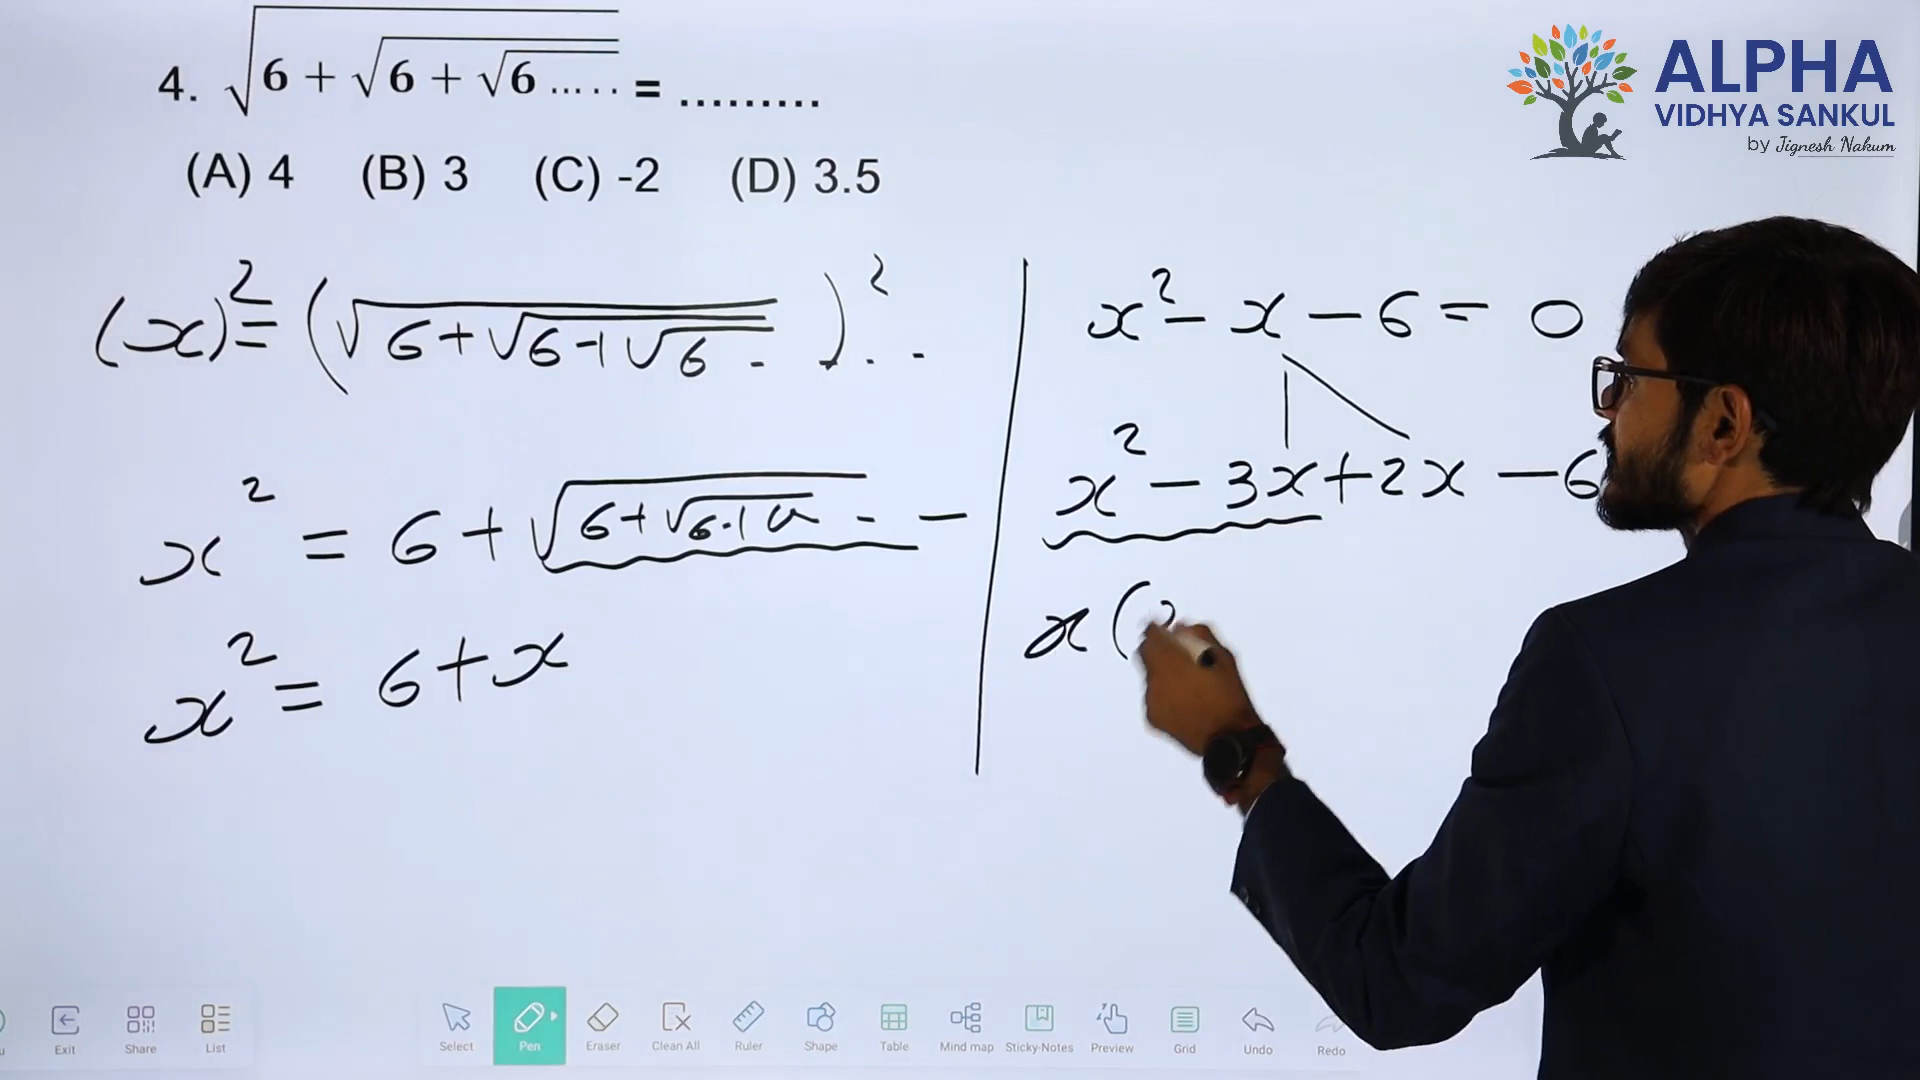 4. √6 + √6 + √6 ..... = .........
(A) 4 (B) 3 (C) -2 (D) 3.5
ALPHA
VIDHYA SANKUL
by Jignesh Nakum
(x)² = (√6+√6+√6 - )² . . -
x² = 6+√6+√6+√ - -
x² = 6+x
x² - x - 6 = 0
x² - 3x + 2x - 6
x (
Exit Share List Select Pen Eraser Clean All Ruler Shape Table Mind map Sticky-Notes Preview Grid Undo Redo